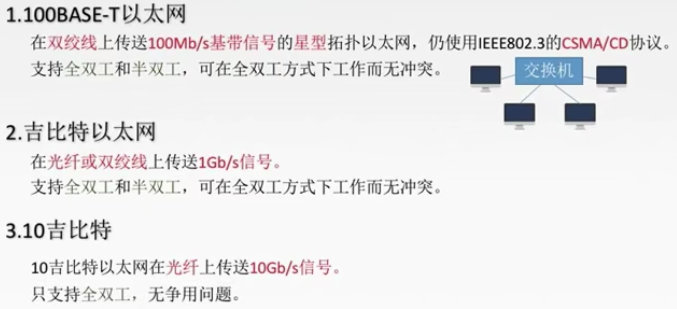 1.100BASE-T以太网
在双绞线上传送100Mb/s基带信号的星型拓扑以太网，仍使用IEEE802.3的CSMA/CD协议。
支持全双工和半双工，可在全双工方式下工作而无冲突。
交换机
2.吉比特以太网
在光纤或双绞线上传送1Gb/s信号。
支持全双工和半双工，可在全双工方式下工作而无冲突。
3.10吉比特
10吉比特以太网在光纤上传送10Gb/s信号。
只支持全双工，无争用问题。